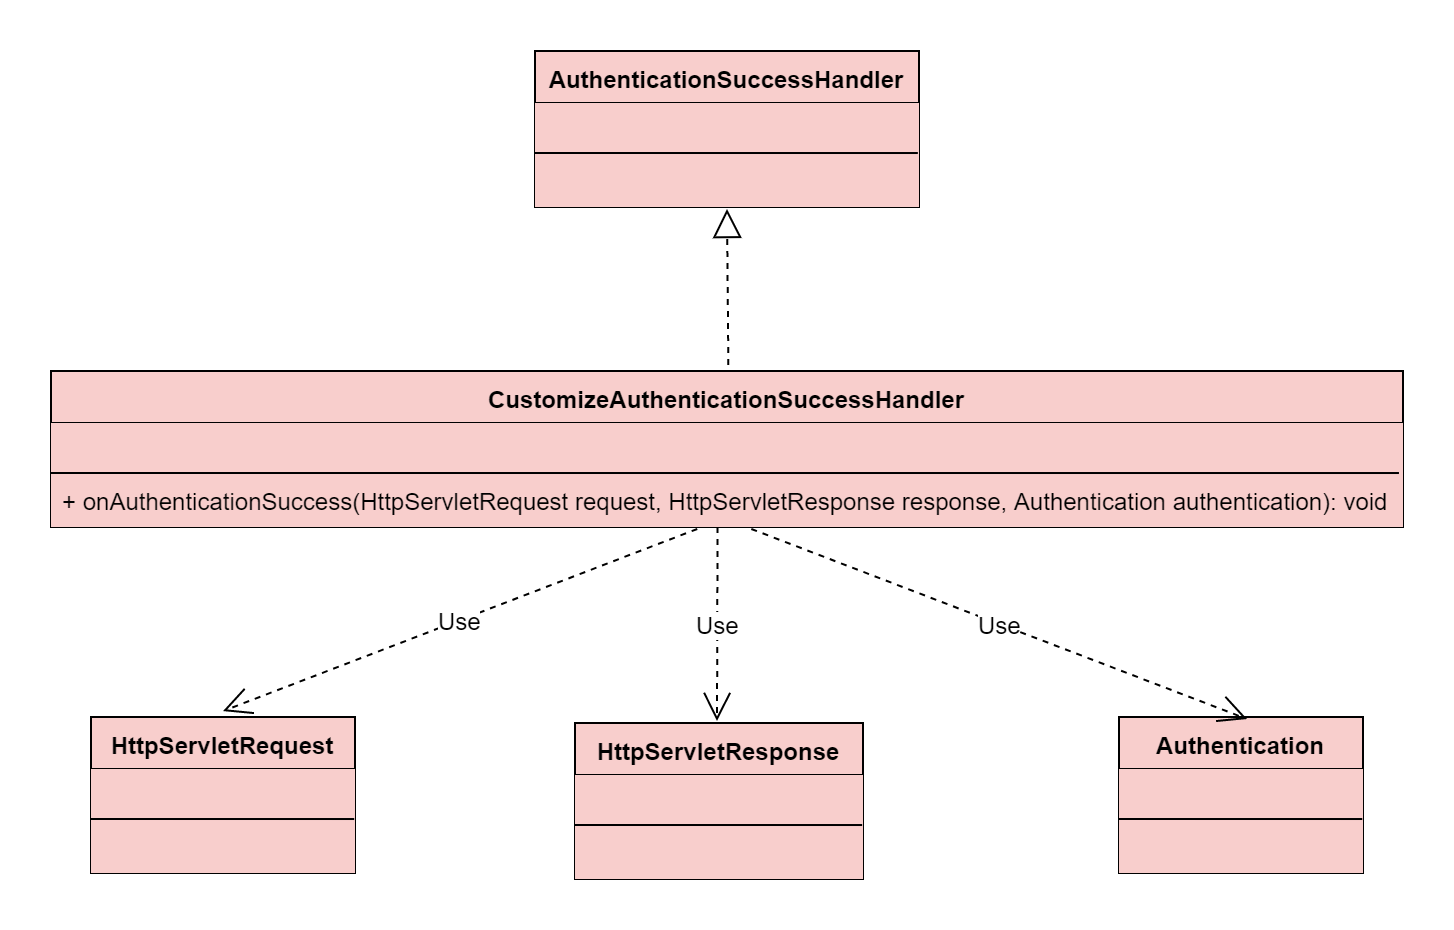 AuthenticationSuccessHandler
CustomizeAuthenticationSuccessHandler
+ onAuthenticationSuccess(HttpServletRequest request, HttpServletResponse response, Authentication authentication): void
Use
Use
Use
HttpServletRequest
HttpServletResponse
Authentication